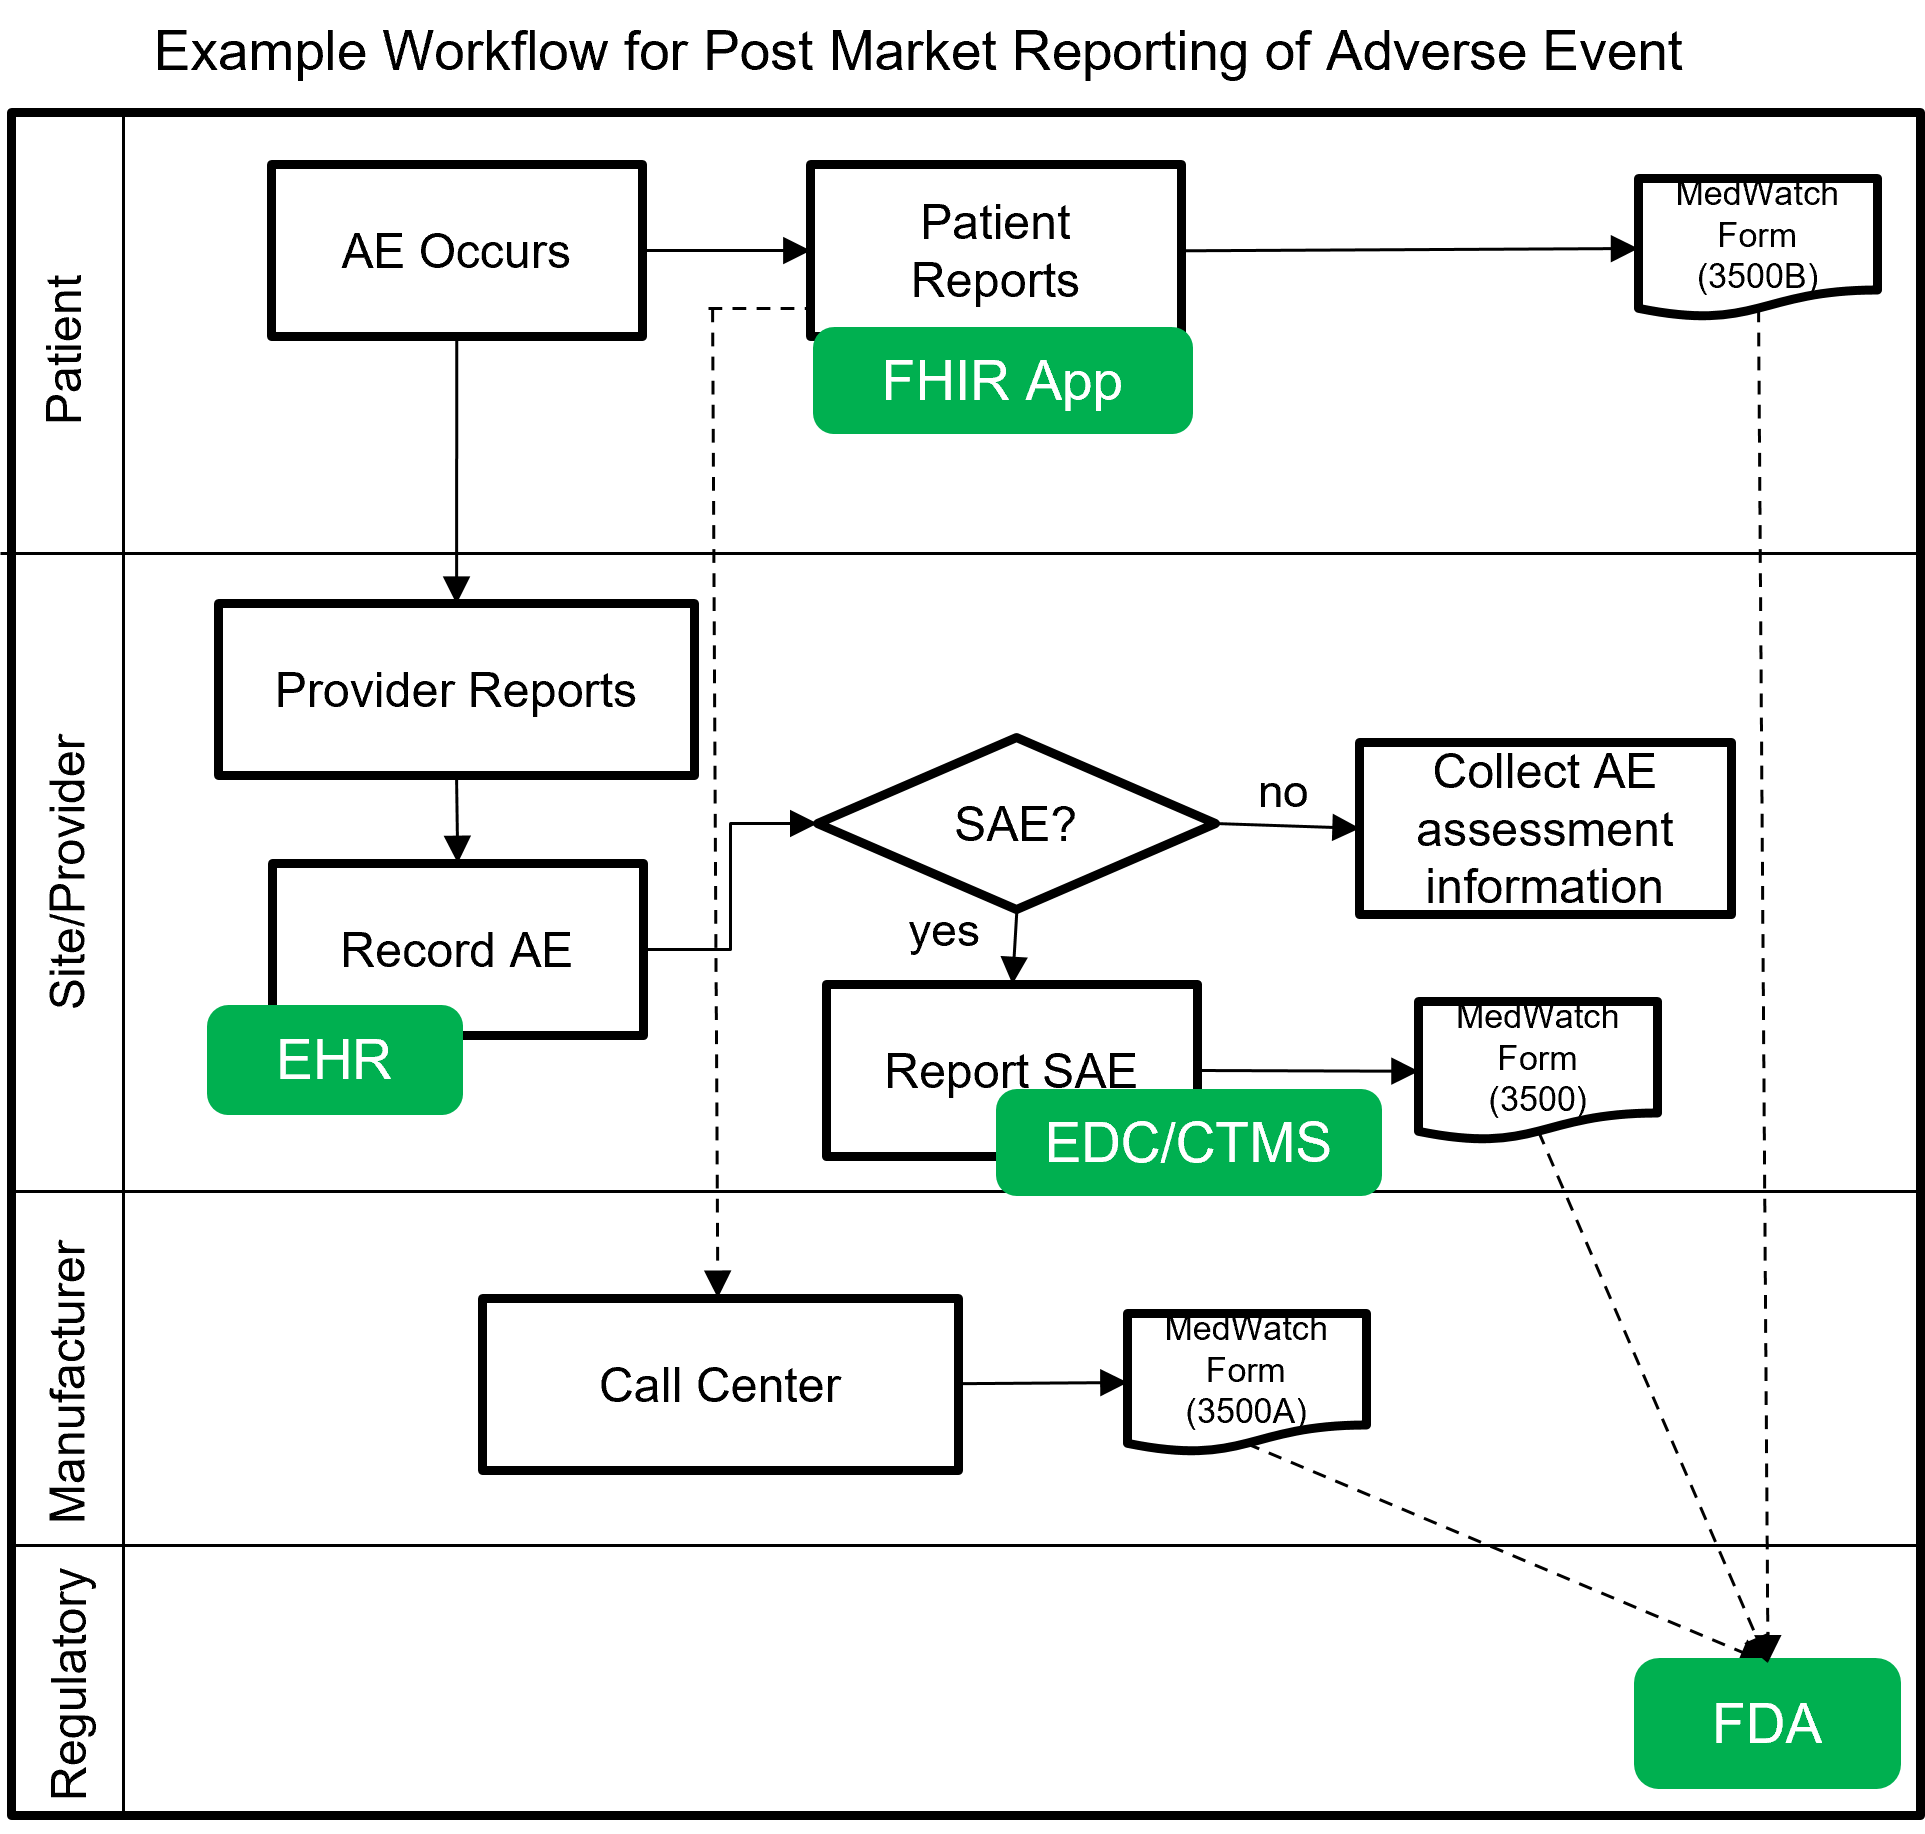 Example Workflow for Post Market Reporting of Adverse Event
Patient
AE Occurs
Patient
Reports
FHIR App
MedWatch
Form
(3500B)
Site/Provider
Provider Reports
Record AE
EHR
SAE?
no
Collect AE
assessment
information
yes
Report SAE
EDC/CTMS
MedWatch
Form
(3500)
Manufacturer
Call Center
MedWatch
Form
(3500A)
Regulatory
FDA